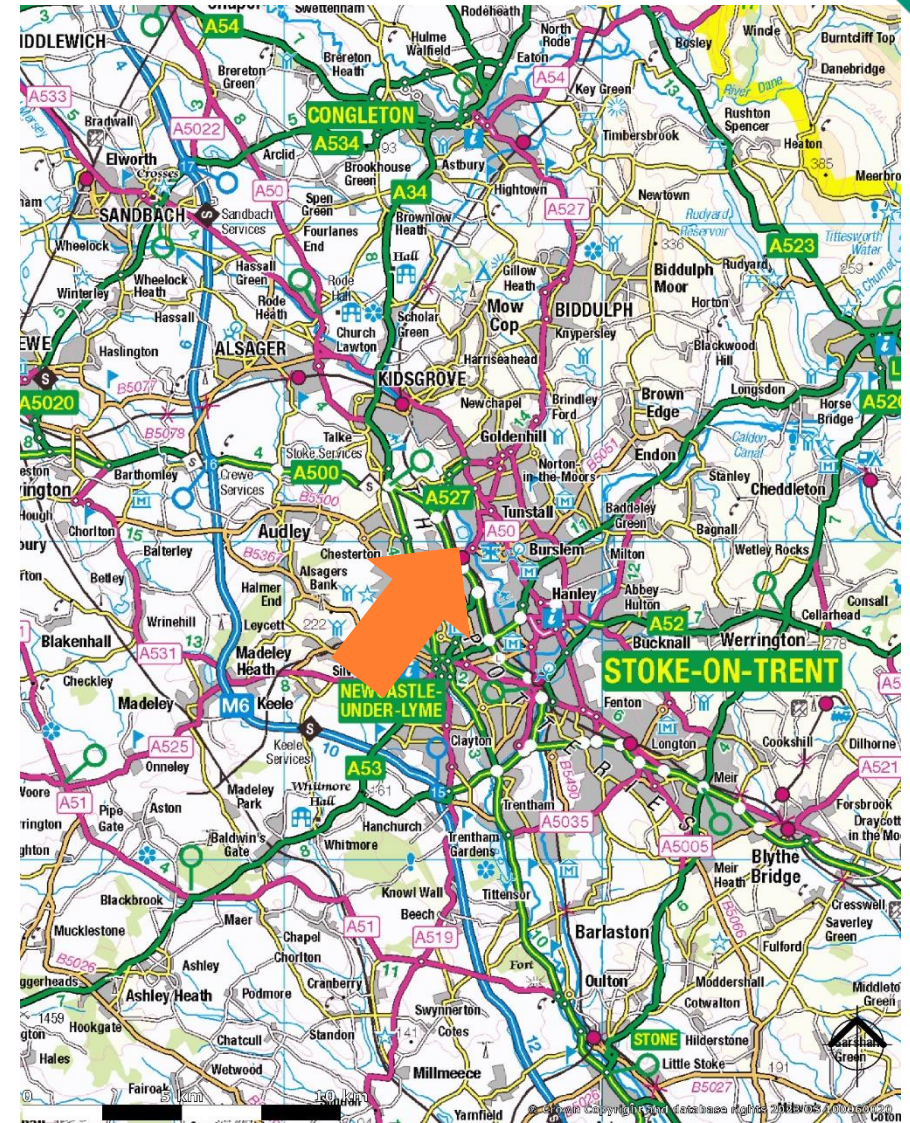 Swettenham
Rodeheath
A54
Hulme
Walfield
North
Rode
Bosley
Wincle
Burntcliff Top
Brereton
Green
Brereton
Heath
Eaton
A54
Danebridge
A533
Key Green
River Dane
Bradwall
A5022
CONGLETON
Rushton
Spencer
A534
Timbersbrook
Heaton
Elworth
Crosses
17
Arclid
Brookhouse
Green
Astbury
385
A50
A34
Hightown
Newtown
Spen
Green
SANDBACH
Sandbach
Services
Brownlow
Heath
A527
Rudyard
Reservoir
Fourlanes
End
Wheelock
336
A523
Tittesworth
Water
Hassall
Green
Hall
Gillow
Heath
Biddulph
Moor
Rudyard
259
Wheelock
Heath
Rode
Hall
Winterley
Rode
Heath
Mow
Cop
BIDDULPH
Horton
Hassall
Scholar
Green
Church
Lawton
Knypersley
Blackwood
Hill
Haslington
ALSAGER
Harriseahead
B5077
KIDSGROVE
Longsdon
A5020
Newchapel
Brindley
Ford
Brown
Edge
Horse
Bridge
B5078
Goldenhill
Caldon
Canal
Talke
Stoke Services
B5051
Endon
Barthomley
16
Crewe
Services
A500
Norton
in-the-Moors
Stanley
Cheddleton
B5500
A527
Tunstall
Baddeley
Green
Bagnall
Chorlton
Audley
A50
Balterley
B5367
Chesterton
Burslem
Milton
Wetley Rocks
Betley
Alsagers
Bank
Halmer
End
Hanley
Abbey
Hulton
Consall
Wrinehill
Leycett
222
A52
Cellarhead
Blakenhall
A531
Madeley
Heath
Bucknall
Werrington
278
Checkley
STOKE-ON-TRENT
Madeley
M6
Keele
UNDER-LYME
Fenton
A525
Keele
Services
Clayton
Longton
Cookshill
Dilhorne
Onneley
A53
B5490
Meir
A521
A51
Madeley
Park
Whitmore
Hall
161
15
Pipe
Gate
Aston
Hanchurch
Trentham
A5035
Forsbrook
Baldwin's
Gate
Whitmore
Trentham
Gardens
A5005
Blythe
Bridge
Blackbrook
Knowl Wall
Tittensor
Meir
Heath
Cresswell
Mucklestone
Maer
A51
Beech
B5066
Saverley
Green
Chapel
Chorlton
A519
Barlaston
Fulford
B5026
Ashley
Cranberry
Fort
Oulton
Moddershall
Ashley Heath
Podmore
Swynnerton
Cotwalton
1459
Hookgate
Chatcull
Standon
141
Cotes
STONE
Hilderstone
Garshall
Green
Hales
Wetwood
Millmeece
Little Stoke
191
Fairoak
B5027
0
5 km
10 km
Yarnfield
© Crown Copyright and database rights